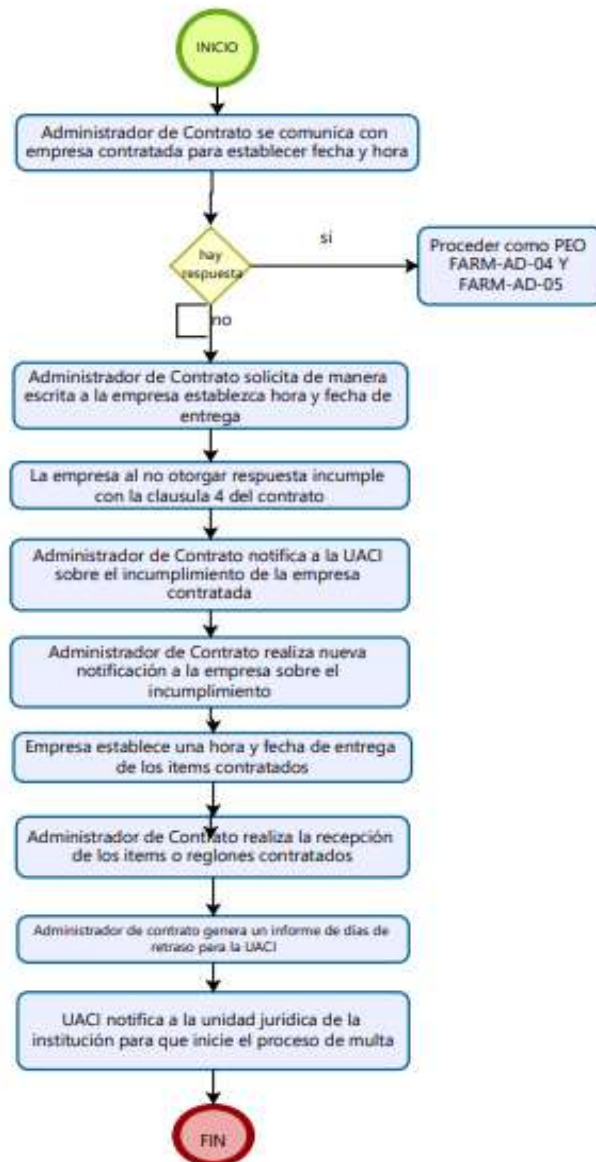 INICIO
Administrador de Contrato se comunica con
empresa contratada para establecer fecha y hora
hay
respuesta
si
Proceder como PEO
FARM-AD-04 Y
FARM-AD-05
no
Administrador de Contrato solicita de manera
escrita a la empresa establezca hora y fecha de
entrega
La empresa al no otorgar respuesta incumple
con la clausula 4 del contrato
Administrador de Contrato notifica a la UACI
sobre el incumplimiento de la empresa
contratada
Administrador de Contrato realiza nueva
notificación a la empresa sobre el
incumplimiento
Empresa establece una hora y fecha de entrega
de los items contratados
Administrador de Contrato realiza la recepción
de los items o reglones contratados
Administrador de contrato genera un informe de días de
retraso pera la UACI
UACI notifica a la unidad juridica de la
institución para que inicie el proceso de multa
FIN